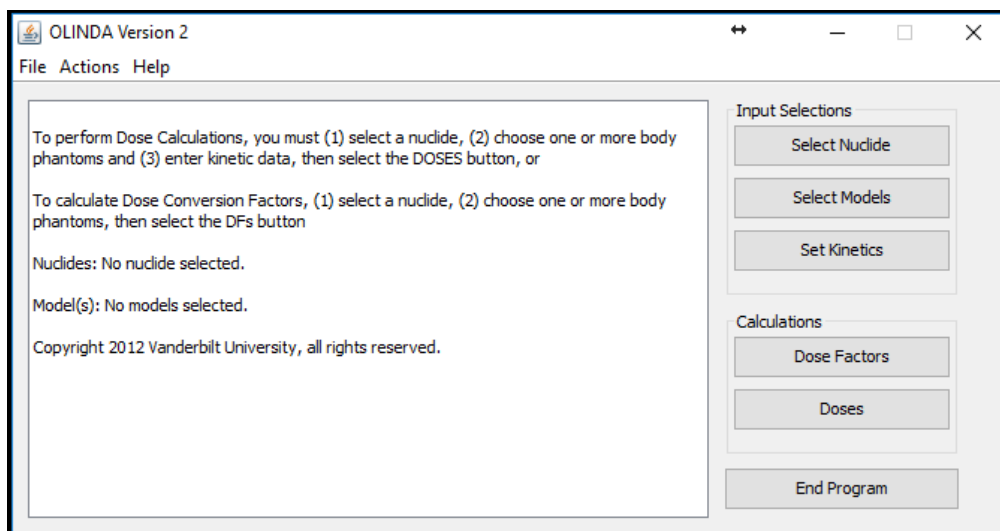 OLINDA Version 2
File Actions Help
To perform Dose Calculations, you must (1) select a nuclide, (2) choose one or more body
phantoms and (3) enter kinetic data, then select the DOSES button, or
To calculate Dose Conversion Factors, (1) select a nuclide, (2) choose one or more body
phantoms, then select the DFs button
Nuclides: No nuclide selected.
Model(s): No models selected.
Copyright 2012 Vanderbilt University, all rights reserved.
Input Selections
Select Nuclide
Select Models
Set Kinetics
Calculations
Dose Factors
Doses
End Program